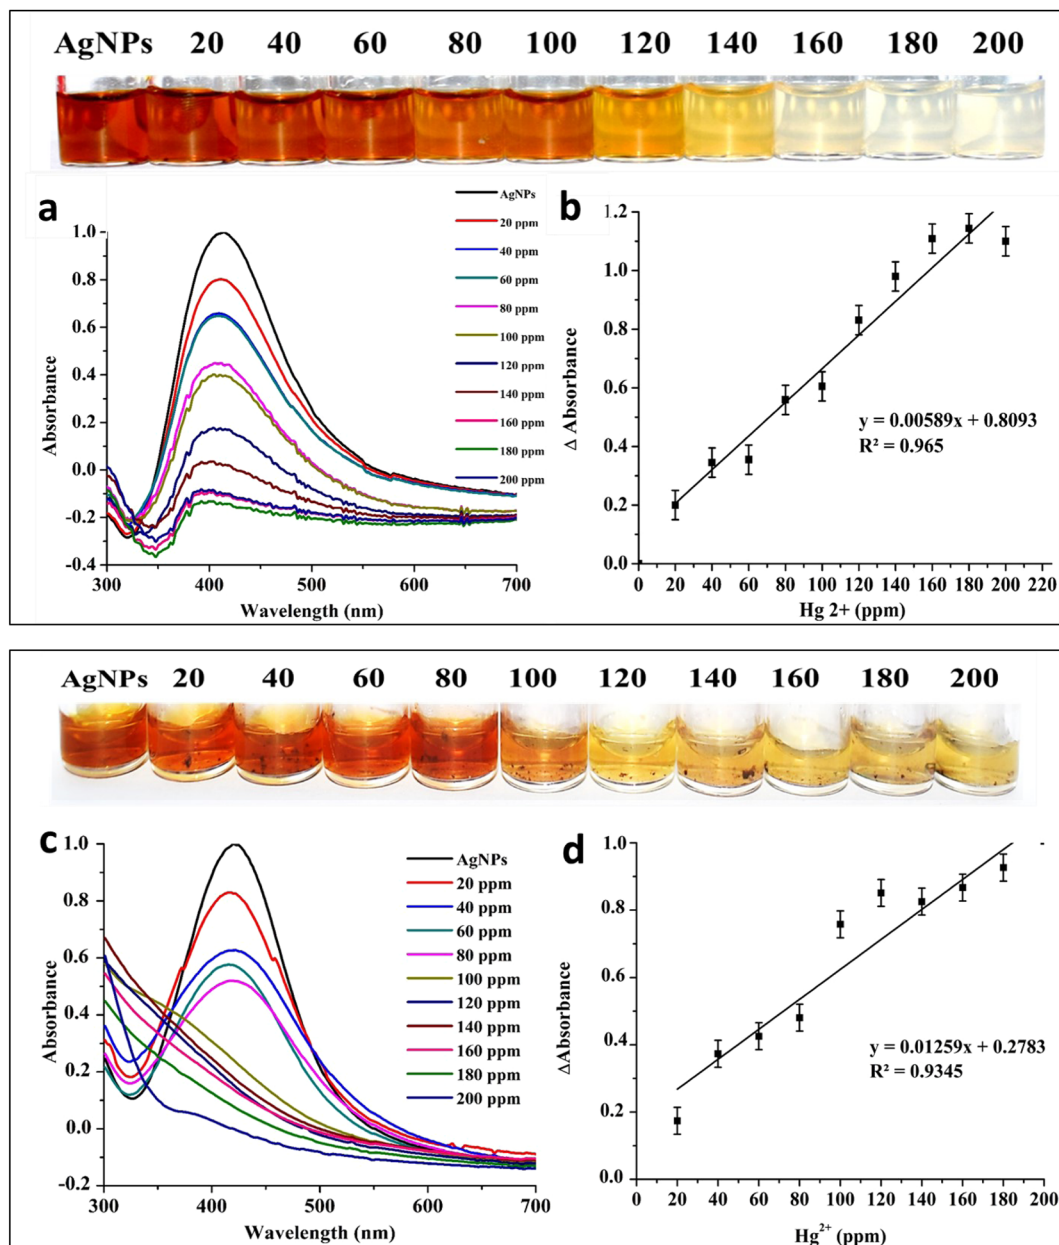 AgNPs 20 40 60 80 100 120 140 160 180 200
a
Absorbance
1.0
0.8
0.6
0.4
0.2
0.0
-0.2
-0.4
300 400 500 600 700
Wavelength (nm)
AgNPs
20 ppm
40 ppm
60 ppm
80 ppm
100 ppm
120 ppm
140 ppm
160 ppm
180 ppm
200 ppm
b
Δ Absorbance
1.2
1.0
0.8
0.6
0.4
0.2
0.0
y = 0.00589x + 0.8093
R² = 0.965
0 20 40 60 80 100 120 140 160 180 200 220
Hg 2+ (ppm)
AgNPs 20 40 60 80 100 120 140 160 180 200
c
Absorbance
1.0
0.8
0.6
0.4
0.2
0.0
-0.2
300 400 500 600 700
Wavelength (nm)
AgNPs
20 ppm
40 ppm
60 ppm
80 ppm
100 ppm
120 ppm
140 ppm
160 ppm
180 ppm
200 ppm
d
ΔAbsorbance
1.0
0.8
0.6
0.4
0.2
0.0
y = 0.01259x + 0.2783
R² = 0.9345
20 40 60 80 100 120 140 160 180 200
Hg²⁺ (ppm)